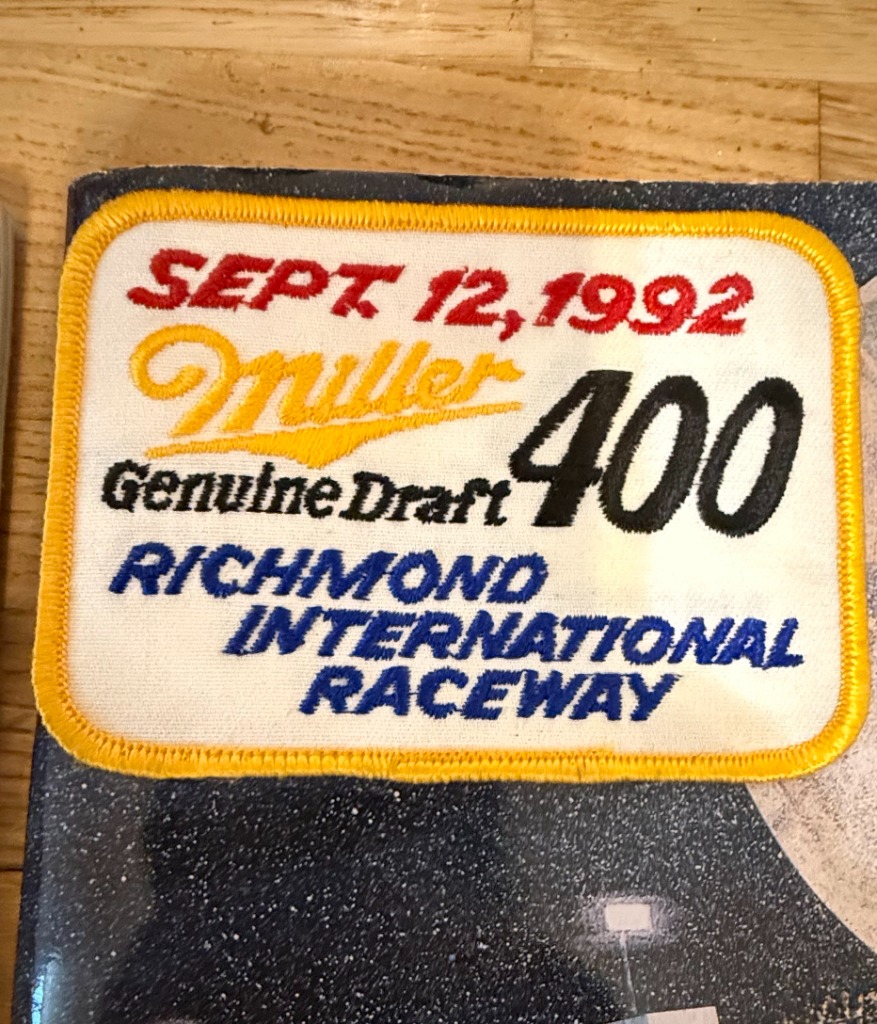 SEPT. 12, 1992
Miller
Genuine Draft 400
RICHMOND
INTERNATIONAL
RACEWAY